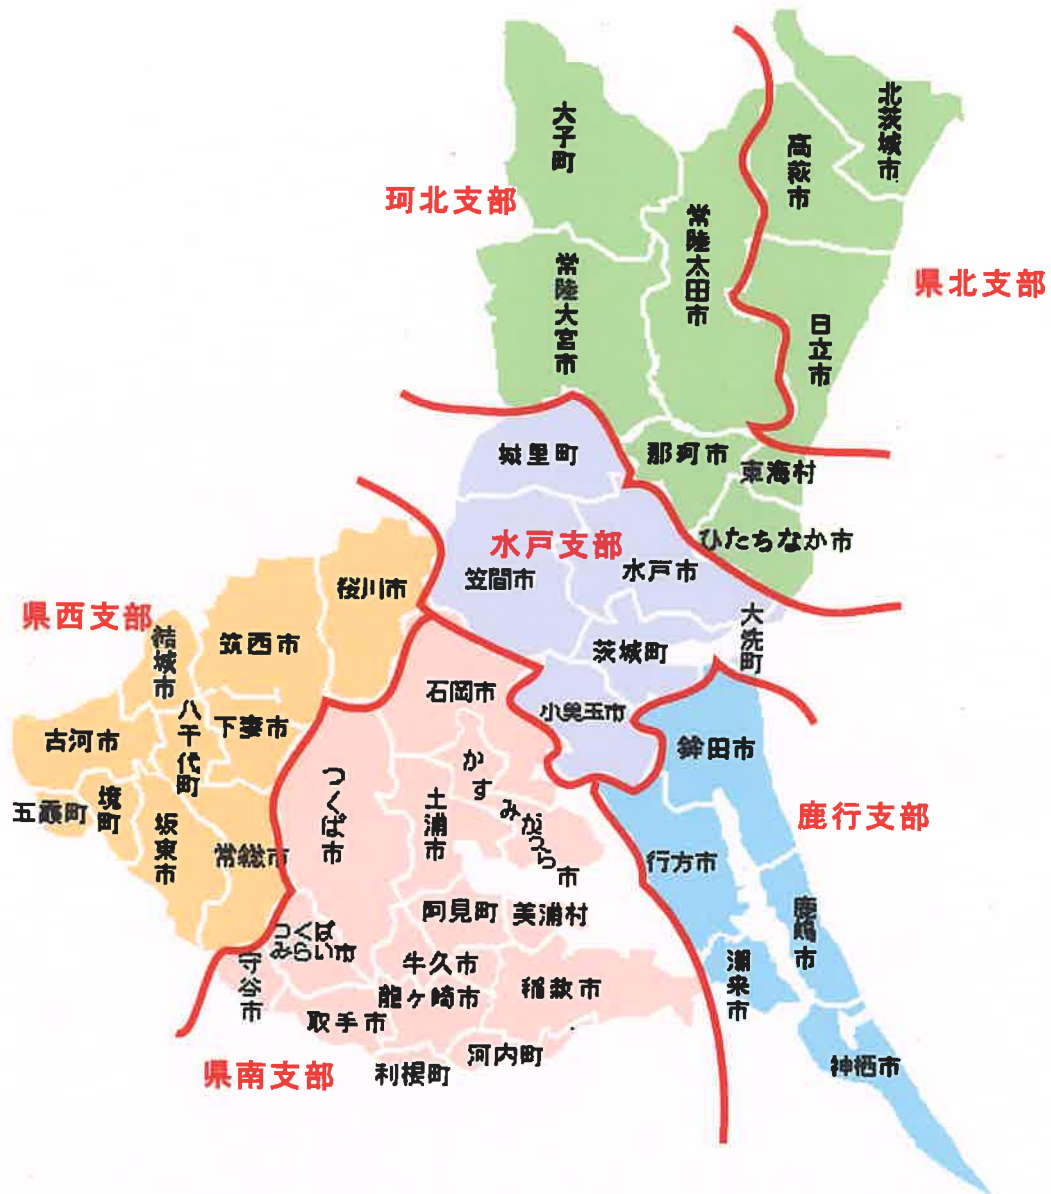 北茨城市
大子町
高萩市
珂北支部
常陸太田市
常陸大宮市
県北支部
日立市
城里町
那珂市
東海村
水戸支部
ひたちなか市
笠間市
水戸市
桜川市
県西支部
結城市
筑西市
大洗町
茨城町
石岡市
小美玉市
八千代町
下妻市
古河市
鉾田市
かすみがうら市
つくば市
土浦市
境町
五霞町
坂東市
鹿行支部
常総市
行方市
阿見町
美浦村
鹿嶋市
つくばみらい市
守谷市
牛久市
潮来市
龍ヶ崎市
稲敷市
取手市
河内町
神栖市
県南支部
利根町